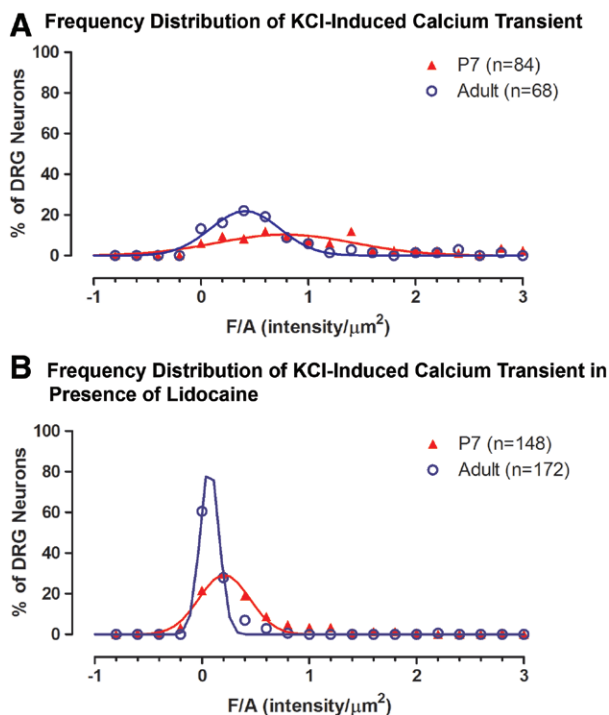 A Frequency Distribution of KCl-Induced Calcium Transient
P7 (n=84)
Adult (n=68)
% of DRG Neurons
100
80
60
40
20
0
-1 0 1 2 3
F/A (intensity/μm²)
B Frequency Distribution of KCl-Induced Calcium Transient in
Presence of Lidocaine
P7 (n=148)
Adult (n=172)
% of DRG Neurons
100
80
60
40
20
0
-1 0 1 2 3
F/A (intensity/μm²)